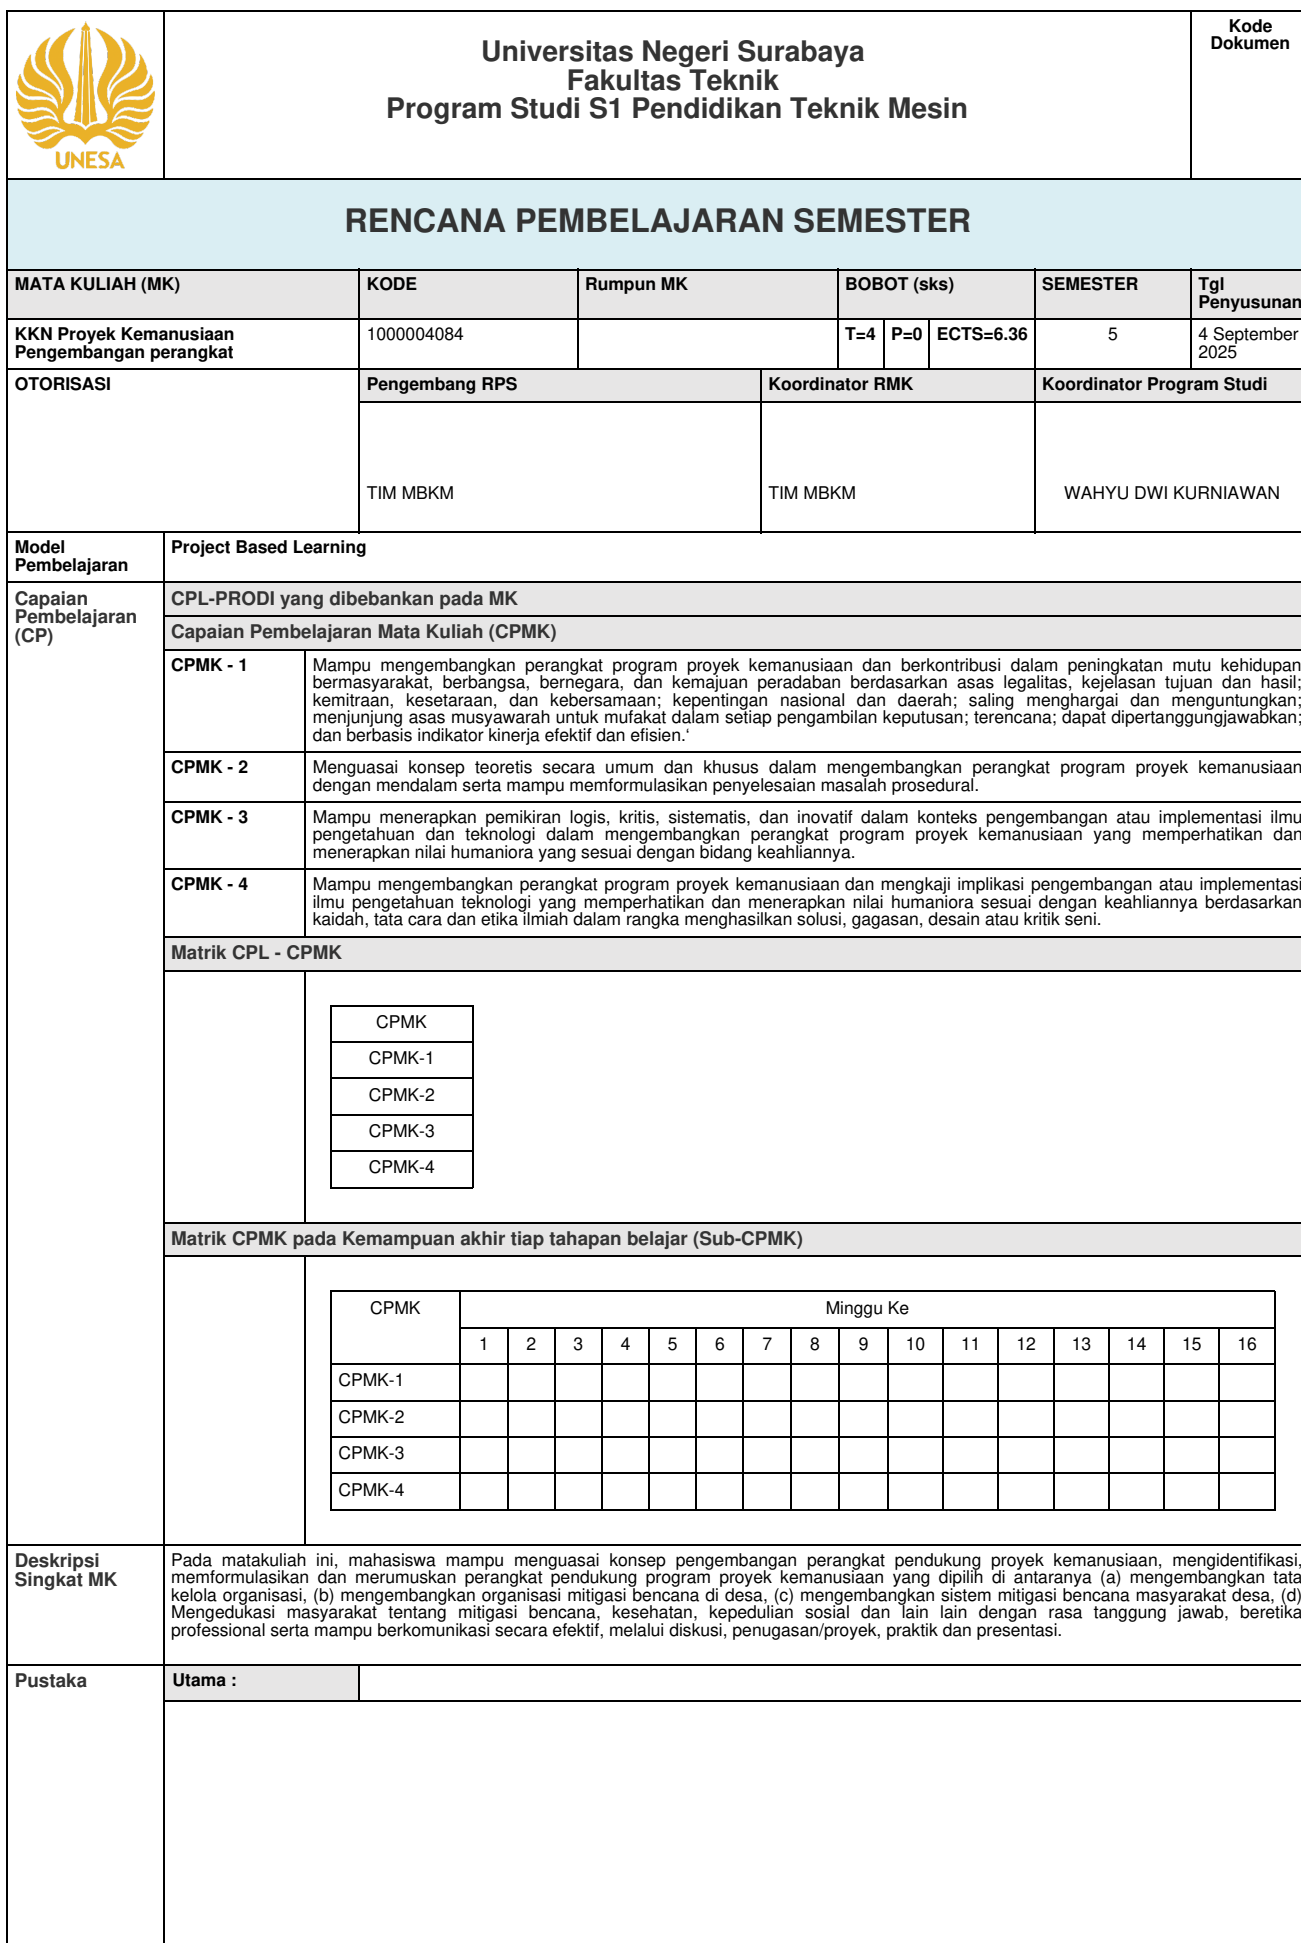 UNESA
Universitas Negeri Surabaya
Fakultas Teknik
Program Studi S1 Pendidikan Teknik Mesin
Kode
Dokumen
RENCANA PEMBELAJARAN SEMESTER
MATA KULIAH (MK)
KODE
Rumpun MK
BOBOT (sks)
SEMESTER
Tgl
Penyusunan
KKN Proyek Kemanusiaan
Pengembangan perangkat
1000004084
T=4
P=0
ECTS=6.36
5
4 September
2025
OTORISASI
Pengembang RPS
Koordinator RMK
Koordinator Program Studi
TIM MBKM
TIM MBKM
WAHYU DWI KURNIAWAN
Model
Pembelajaran
Project Based Learning
Capaian
Pembelajaran
(CP)
CPL-PRODI yang dibebankan pada MK
Capaian Pembelajaran Mata Kuliah (CPMK)
CPMK - 1
Mampu mengembangkan perangkat program proyek kemanusiaan dan berkontribusi dalam peningkatan mutu kehidupan
bermasyarakat, berbangsa, bernegara, dan kemajuan peradaban berdasarkan asas legalitas, kejelasan tujuan dan hasil;
kemitraan, kesetaraan, dan kebersamaan; kepentingan nasional dan daerah; saling menghargai dan menguntungkan;
menjunjung asas musyawarah untuk mufakat dalam setiap pengambilan keputusan; terencana; dapat dipertanggungjawabkan;
dan berbasis indikator kinerja efektif dan efisien.‘
CPMK - 2
Menguasai konsep teoretis secara umum dan khusus dalam mengembangkan perangkat program proyek kemanusiaan
dengan mendalam serta mampu memformulasikan penyelesaian masalah prosedural.
CPMK - 3
Mampu menerapkan pemikiran logis, kritis, sistematis, dan inovatif dalam konteks pengembangan atau implementasi ilmu
pengetahuan dan teknologi dalam mengembangkan perangkat program proyek kemanusiaan yang memperhatikan dan
menerapkan nilai humaniora yang sesuai dengan bidang keahliannya.
CPMK - 4
Mampu mengembangkan perangkat program proyek kemanusiaan dan mengkaji implikasi pengembangan atau implementasi
ilmu pengetahuan teknologi yang memperhatikan dan menerapkan nilai humaniora sesuai dengan keahliannya berdasarkan
kaidah, tata cara dan etika ilmiah dalam rangka menghasilkan solusi, gagasan, desain atau kritik seni.
Matrik CPL - CPMK
CPMK
CPMK-1
CPMK-2
CPMK-3
CPMK-4
Matrik CPMK pada Kemampuan akhir tiap tahapan belajar (Sub-CPMK)
CPMK
Minggu Ke
1 2 3 4 5 6 7 8 9 10 11 12 13 14 15 16
CPMK-1
CPMK-2
CPMK-3
CPMK-4
Deskripsi
Singkat MK
Pada matakuliah ini, mahasiswa mampu menguasai konsep pengembangan perangkat pendukung proyek kemanusiaan, mengidentifikasi,
memformulasikan dan merumuskan perangkat pendukung program proyek kemanusiaan yang dipilih di antaranya (a) mengembangkan tata
kelola organisasi, (b) mengembangkan organisasi mitigasi bencana di desa, (c) mengembangkan sistem mitigasi bencana masyarakat desa, (d)
Mengedukasi masyarakat tentang mitigasi bencana, kesehatan, kepedulian sosial dan lain lain dengan rasa tanggung jawab, beretika
professional serta mampu berkomunikasi secara efektif, melalui diskusi, penugasan/proyek, praktik dan presentasi.
Pustaka
Utama :